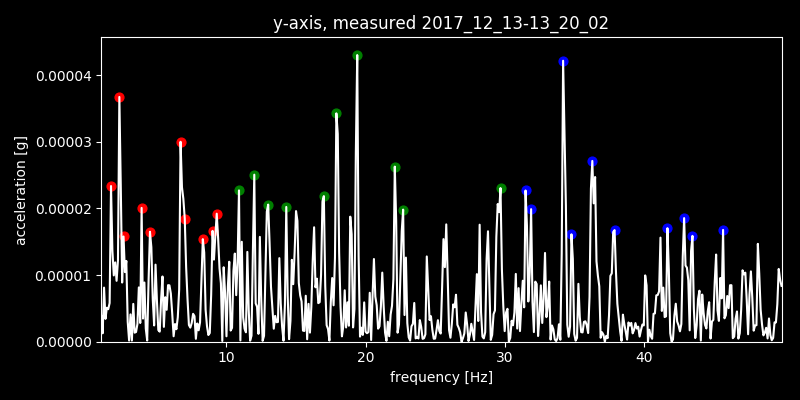 y-axis, measured 2017_12_13-13_20_02
acceleration [g]
0.00004
0.00003
0.00002
0.00001
0.00000
10 20 30 40
frequency [Hz]